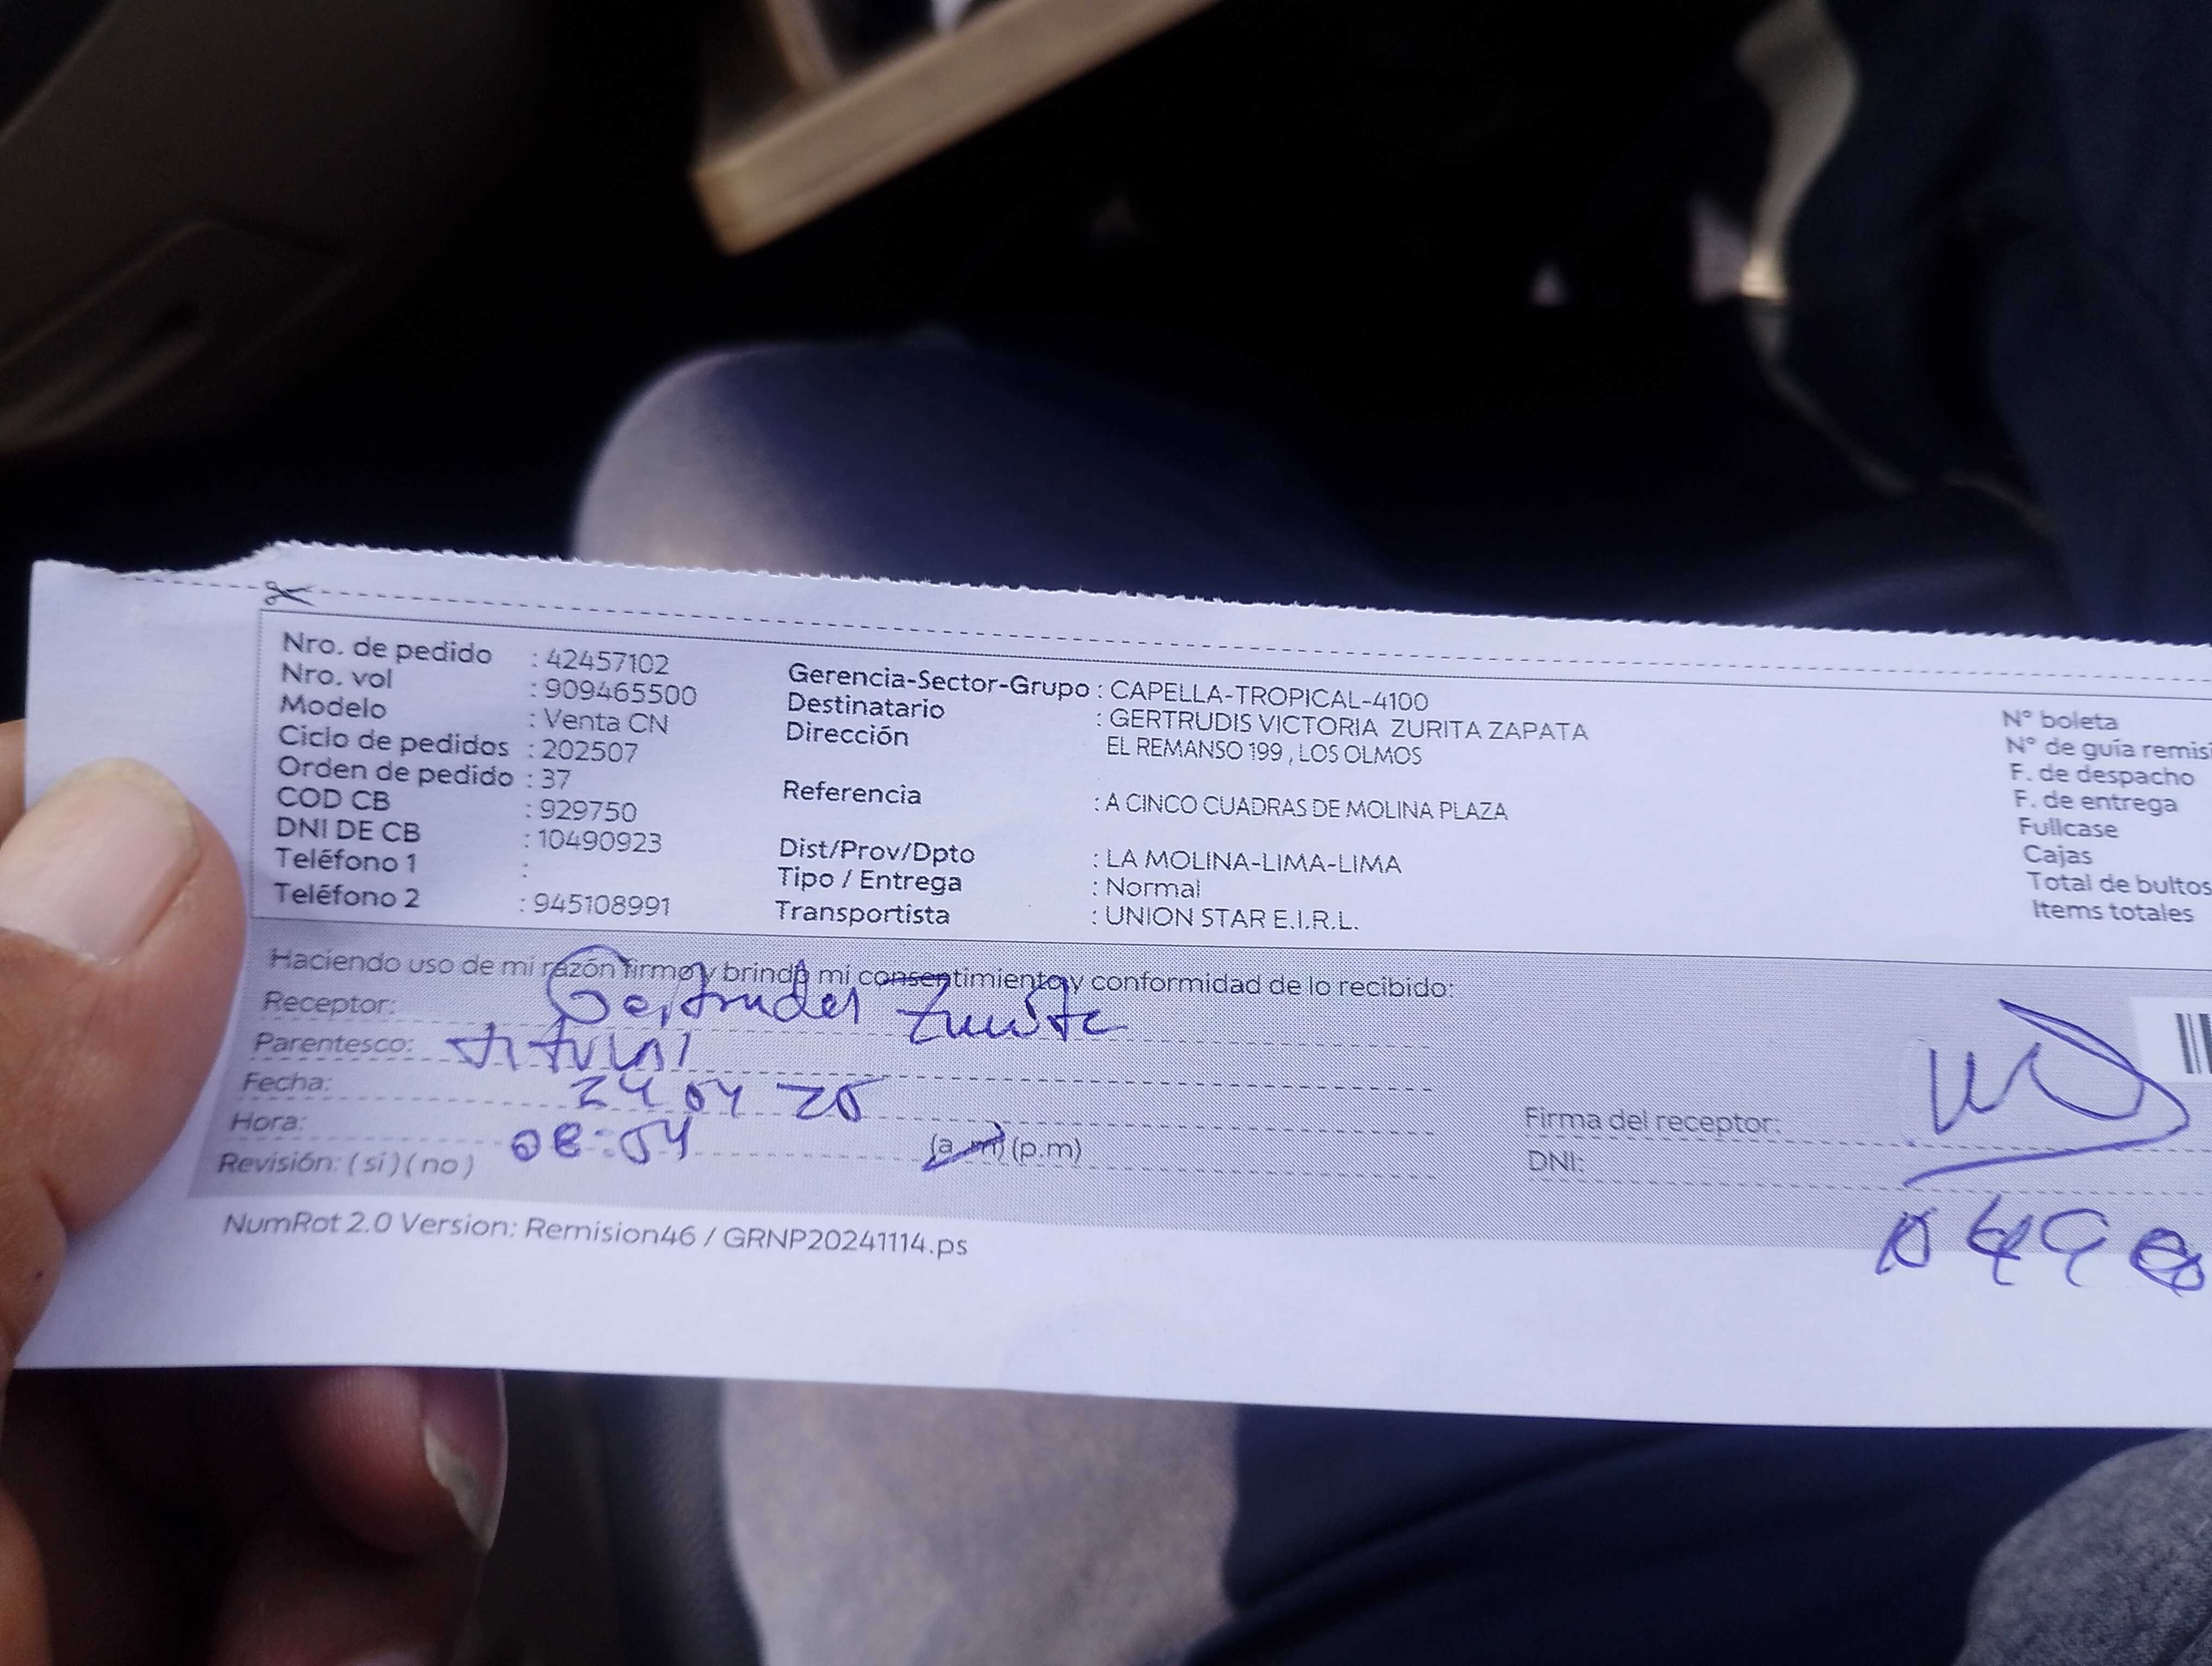 Nro. de pedido : 42457102
Nro. vol : 909465500
Modelo : Venta CN
Ciclo de pedidos : 202507
Orden de pedido : 37
COD CB : 929750
DNI DE CB : 10490923
Teléfono 1 :
Teléfono 2 : 945108991
Gerencia-Sector-Grupo : CAPELLA-TROPICAL-4100
Destinatario : GERTRUDIS VICTORIA ZURITA ZAPATA
Dirección EL REMANSO 199 , LOS OLMOS
Referencia : A CINCO CUADRAS DE MOLINA PLAZA
Dist/Prov/Dpto : LA MOLINA-LIMA-LIMA
Tipo / Entrega : Normal
Transportista : UNION STAR E.I.R.L.
N° boleta
N° de guía remisi
F. de despacho
F. de entrega
Fullcase
Cajas
Total de bultos
Items totales
Haciendo uso de mi razón firmo y brindo mi consentimiento y conformidad de lo recibido:
Receptor: Gertrudes Zurita
Parentesco: titular
Fecha: 24 04 25
Hora: 08:54 (a.m) (p.m)
Revisión: (si) (no)
Firma del receptor:
DNI:
NumRot 2.0 Version: Remision46 / GRNP20241114.ps